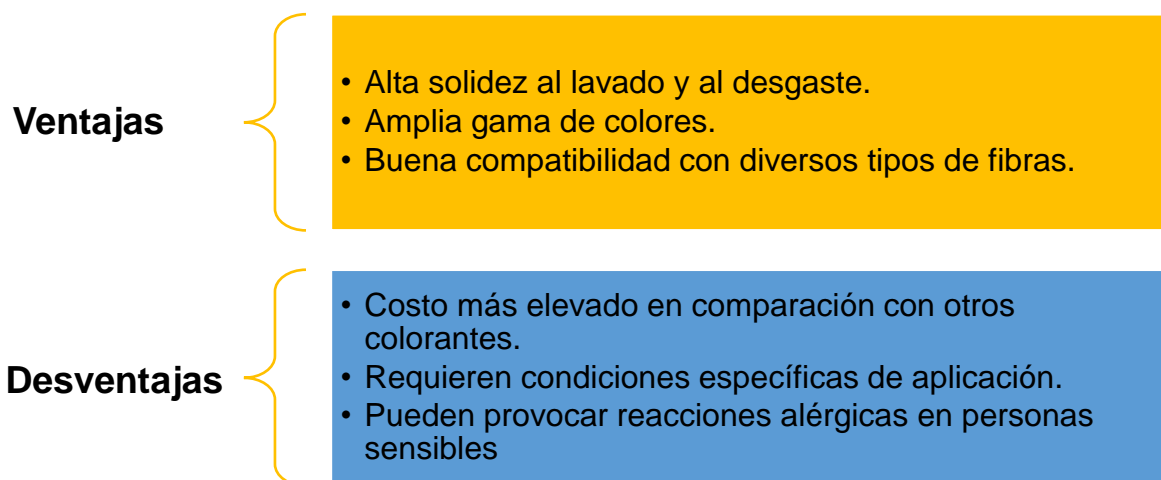 Ventajas
• Alta solidez al lavado y al desgaste.
• Amplia gama de colores.
• Buena compatibilidad con diversos tipos de fibras.
Desventajas
• Costo más elevado en comparación con otros
colorantes.
• Requieren condiciones específicas de aplicación.
• Pueden provocar reacciones alérgicas en personas
sensibles